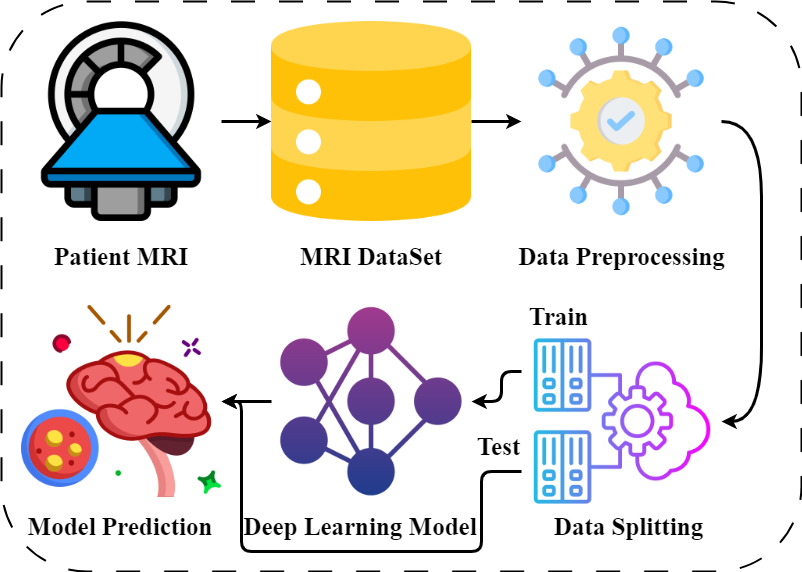 Patient MRI
MRI DataSet
Data Preprocessing
Train
Test
Model Prediction
Deep Learning Model
Data Splitting